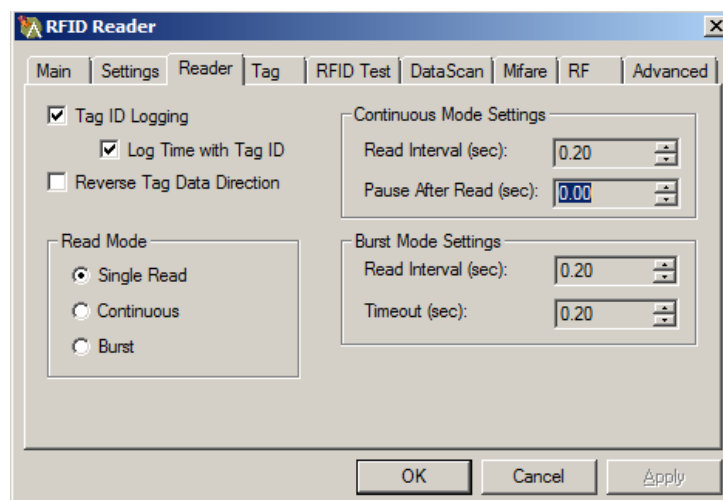 RFID Reader
Main Settings Reader Tag RFID Test DataScan Mifare RF Advanced
Tag ID Logging
Log Time with Tag ID
Reverse Tag Data Direction
Read Mode
Single Read
Continuous
Burst
Continuous Mode Settings
Read Interval (sec): 0.20
Pause After Read (sec): 0.00
Burst Mode Settings
Read Interval (sec): 0.20
Timeout (sec): 0.20
OK Cancel Apply